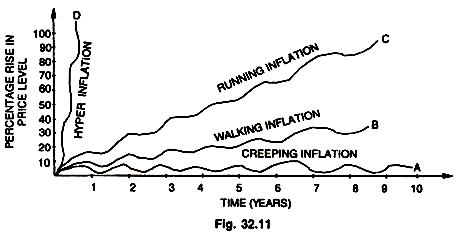 D
C
100
90
80
70
60
50
40
30
20
10
PERCENTAGE RISE IN
PRICE LEVEL
HYPER INFLATION
RUNNING INFLATION
WALKING INFLATION
B
CREEPING INFLATION
A
1 2 3 4 5 6 7 8 9 10
TIME (YEARS)
Fig. 32.11